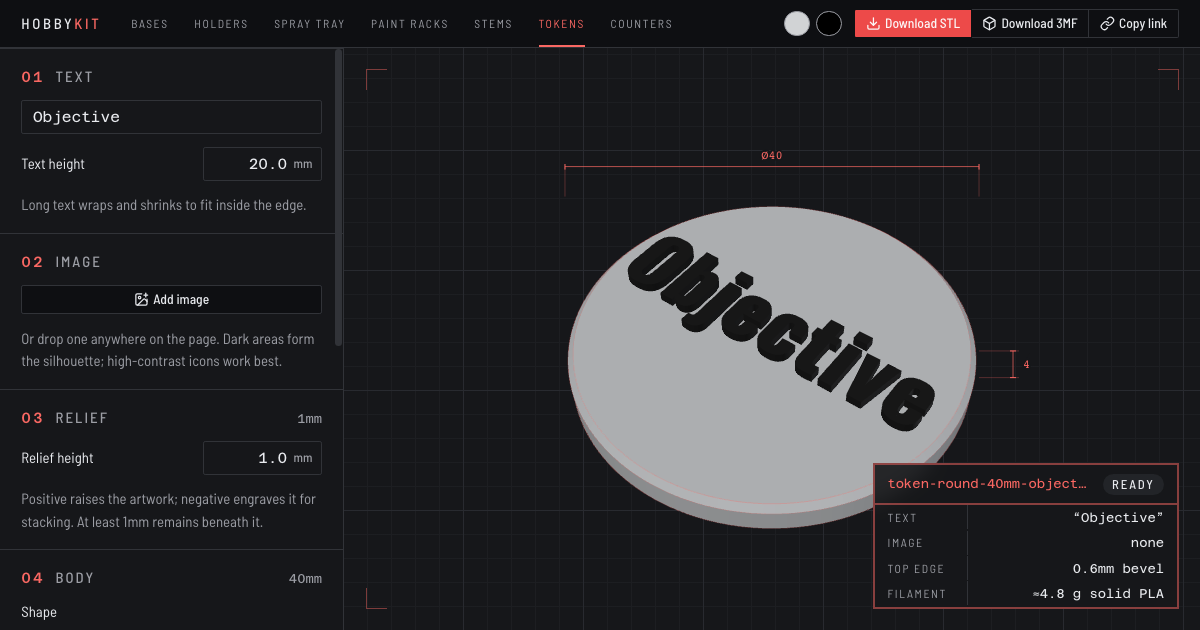 HOBBYKIT BASES HOLDERS SPRAY TRAY PAINT RACKS STEMS TOKENS COUNTERS Download STL Download 3MF Copy link
01 TEXT
Objective
Text height 20.0 mm
Long text wraps and shrinks to fit inside the edge.
02 IMAGE
Add image
Or drop one anywhere on the page. Dark areas form
the silhouette; high-contrast icons work best.
03 RELIEF 1mm
Relief height 1.0 mm
Positive raises the artwork; negative engraves it for
stacking. At least 1mm remains beneath it.
04 BODY 40mm
Shape
Ø40
Objective
4
token-round-40mm-object… READY
TEXT “Objective”
IMAGE none
TOP EDGE 0.6mm bevel
FILAMENT ≈4.8 g solid PLA